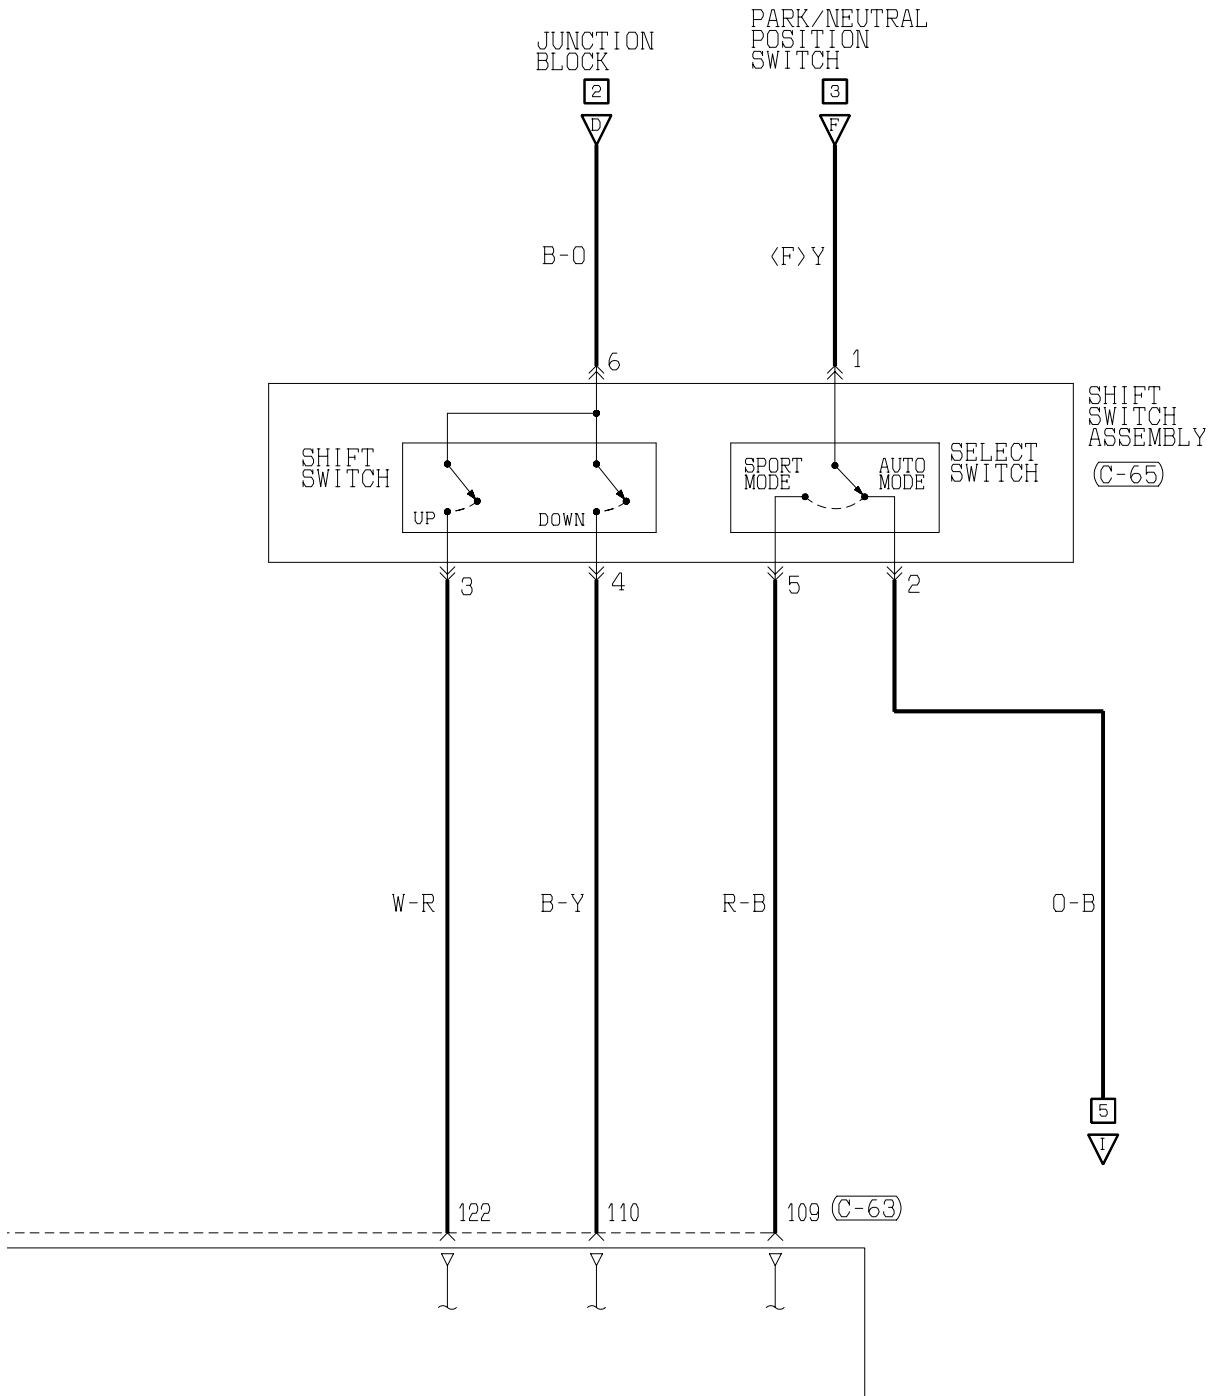 PARK/NEUTRAL
POSITION
SWITCH
JUNCTION
BLOCK
2
3
D
F
B-O
<F>Y
6
1
SHIFT
SWITCH
ASSEMBLY
(C-65)
SHIFT
SWITCH
SPORT
MODE
AUTO
MODE
SELECT
SWITCH
UP
DOWN
3
4
5
2
W-R
B-Y
R-B
O-B
5
I
122
110
109
(C-63)